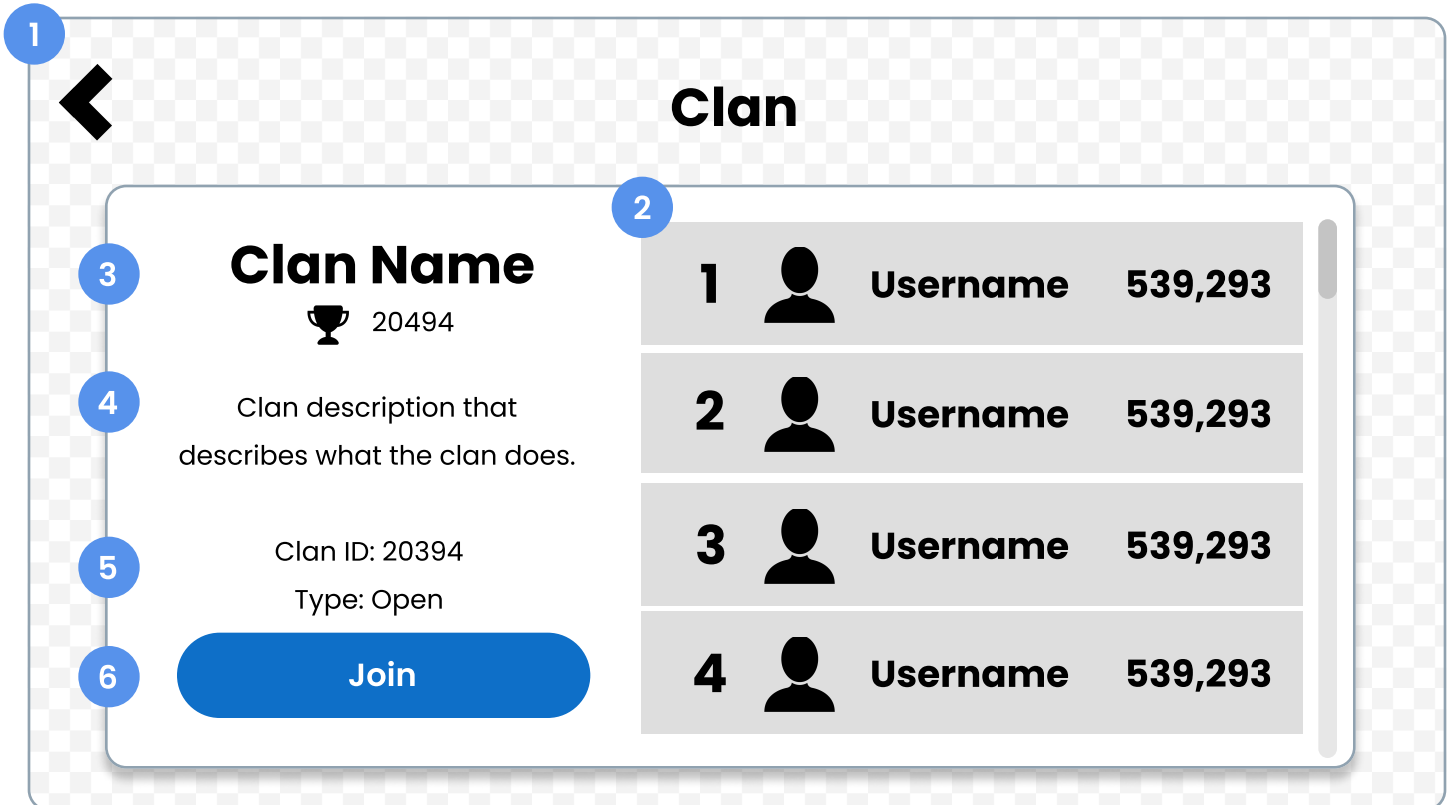 1
Clan
2
3
Clan Name
20494
4
Clan description that
describes what the clan does.
5
Clan ID: 20394
Type: Open
6
Join
1 Username 539,293
2 Username 539,293
3 Username 539,293
4 Username 539,293